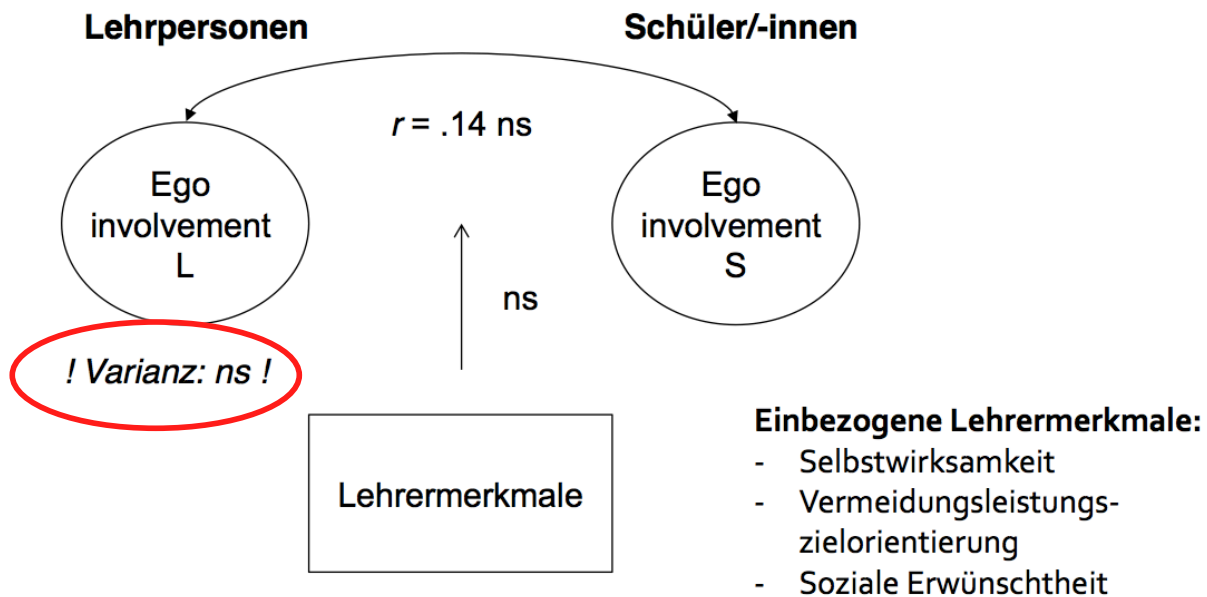 Lehrpersonen
Schüler/-innen
r = .14 ns
Ego
involvement
L
Ego
involvement
S
ns
! Varianz: ns !
Lehrermerkmale
Einbezogene Lehrermerkmale:
- Selbstwirksamkeit
- Vermeidungsleistungs-
zielorientierung
- Soziale Erwünschtheit